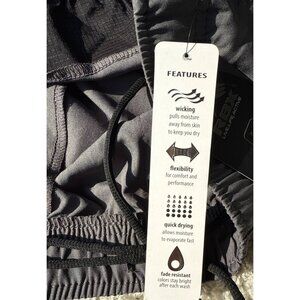 FEATURES
wicking
pulls moisture
away from skin
to keep you dry
flexibility
for comfort and
performance
quick drying
allows moisture
to evaporate fast
fade resistant
colors stay bright
after each wash